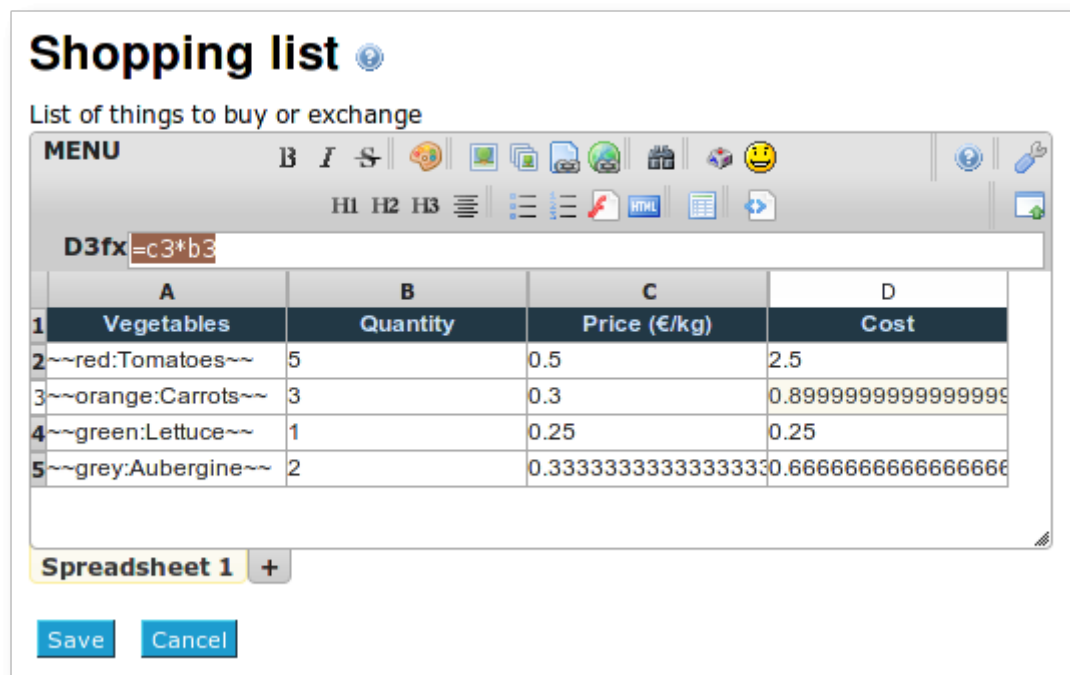 Shopping list
List of things to buy or exchange
MENU B I S
H1 H2 H3 HTML
D3fx =c3*b3
A B C D
1 Vegetables Quantity Price (€/kg) Cost
2 ~~red:Tomatoes~~ 5 0.5 2.5
3 ~~orange:Carrots~~ 3 0.3 0.8999999999999999
4 ~~green:Lettuce~~ 1 0.25 0.25
5 ~~grey:Aubergine~~ 2 0.3333333333333333 0.6666666666666666
Spreadsheet 1 +
Save Cancel